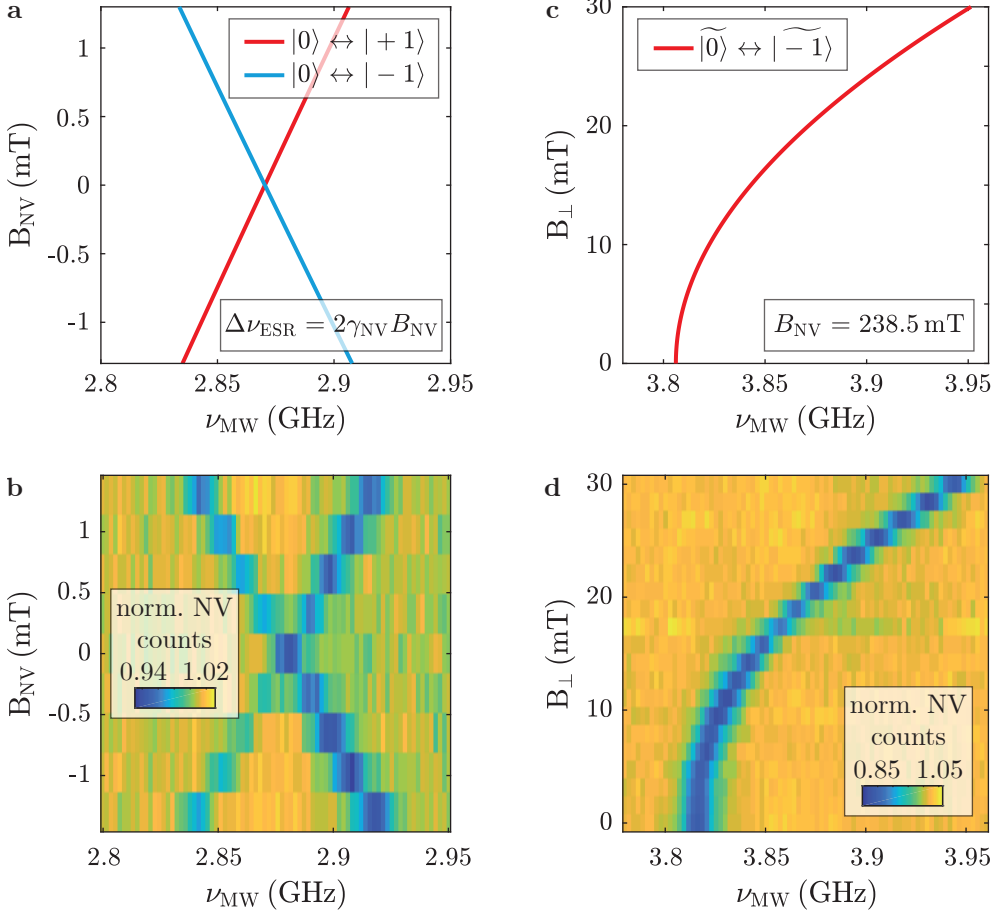 a
|0⟩ ↔ | + 1⟩
|0⟩ ↔ | − 1⟩
1
0.5
0
-0.5
-1
B_NV (mT)
Δν_ESR = 2γ_NV B_NV
2.8 2.85 2.9 2.95
ν_MW (GHz)
c
|0͠⟩ ↔ | −͠1⟩
30
20
10
0
B_⊥ (mT)
B_NV = 238.5 mT
3.8 3.85 3.9 3.95
ν_MW (GHz)
b
1
0.5
0
-0.5
-1
B_NV (mT)
norm. NV
counts
0.94 1.02
2.8 2.85 2.9 2.95
ν_MW (GHz)
d
30
20
10
0
B_⊥ (mT)
norm. NV
counts
0.85 1.05
3.8 3.85 3.9 3.95
ν_MW (GHz)